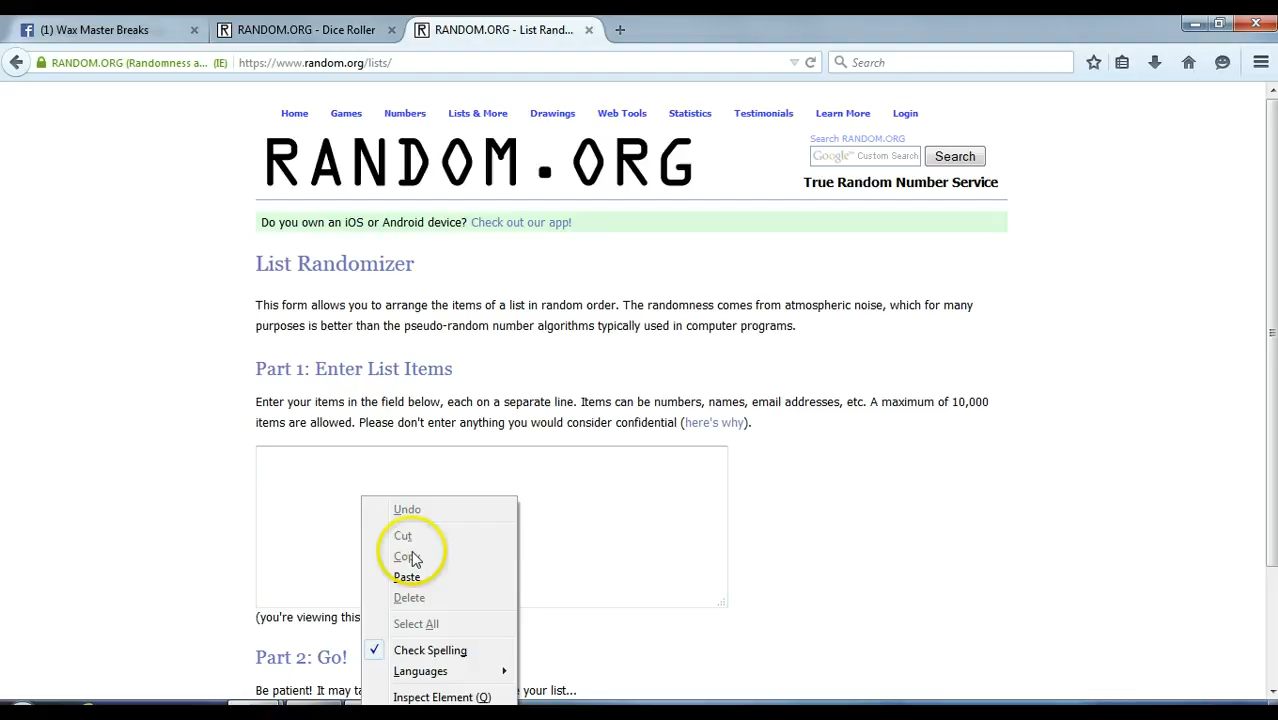 (1) Wax Master Breaks
RANDOM.ORG - Dice Roller
RANDOM.ORG - List Rand...
RANDOM.ORG (Randomness a... (IE)
https://www.random.org/lists/
Search
Home Games Numbers Lists & More Drawings Web Tools Statistics Testimonials Learn More Login
RANDOM.ORG
Search RANDOM.ORG
Google™ Custom Search
Search
True Random Number Service
Do you own an iOS or Android device? Check out our app!
List Randomizer
This form allows you to arrange the items of a list in random order. The randomness comes from atmospheric noise, which for many
purposes is better than the pseudo-random number algorithms typically used in computer programs.
Part 1: Enter List Items
Enter your items in the field below, each on a separate line. Items can be numbers, names, email addresses, etc. A maximum of 10,000
items are allowed. Please don't enter anything you would consider confidential (here's why).
Undo
Cut
Copy
Paste
Delete
Select All
Check Spelling
Languages
Inspect Element (Q)
(you're viewing this
Part 2: Go!
Be patient! It may ta
your list...